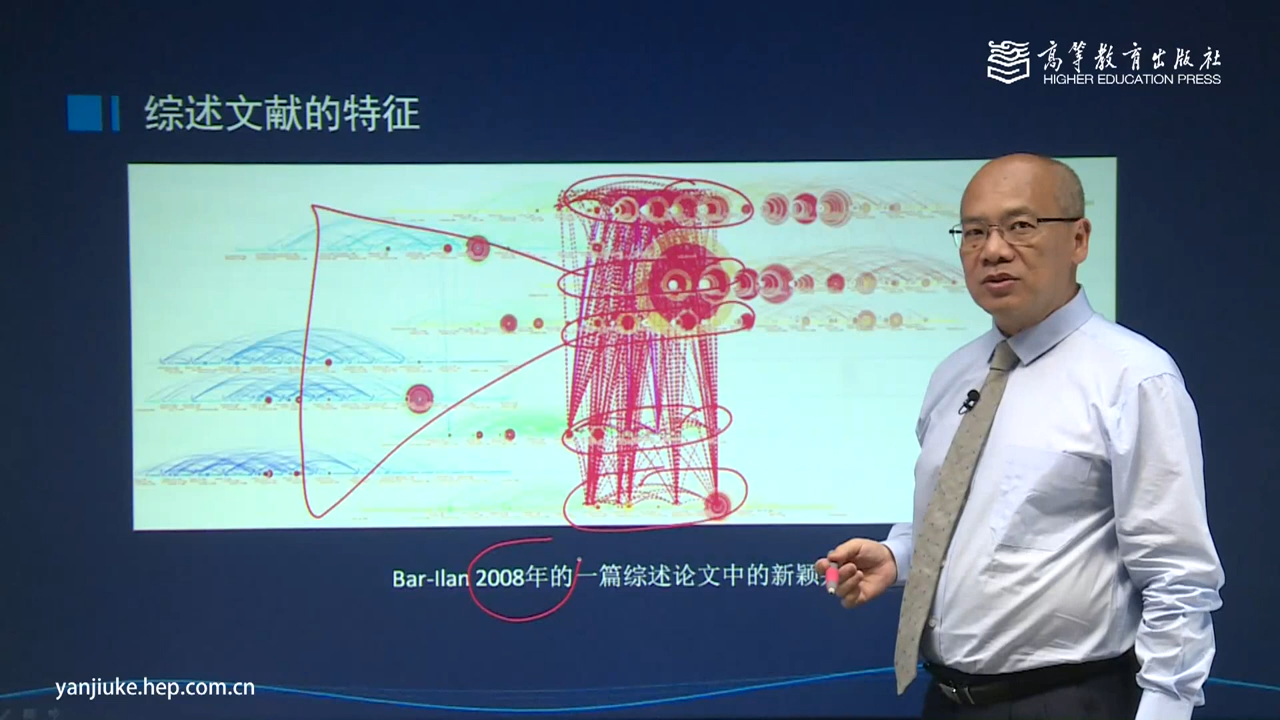 高等教育出版社
HIGHER EDUCATION PRESS
综述文献的特征
Bar-Ilan 2008年的一篇综述论文中的新颖
yanjiuke.hep.com.cn